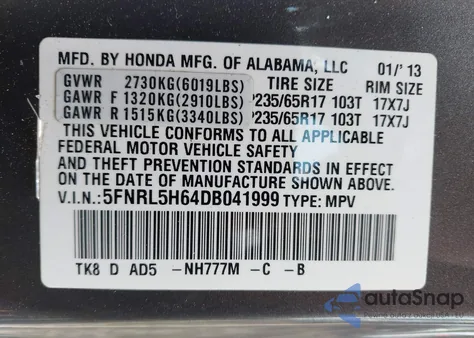 MFD. BY HONDA MFG. OF ALABAMA, LLC 01/'13
GVWR 2730KG(6019LBS) TIRE SIZE RIM SIZE
GAWR F 1320KG(2910LBS) P235/65R17 103T 17X7J
GAWR R 1515KG(3340LBS) P235/65R17 103T 17X7J
THIS VEHICLE CONFORMS TO ALL APPLICABLE
FEDERAL MOTOR VEHICLE SAFETY
AND THEFT PREVENTION STANDARDS IN EFFECT
ON THE DATE OF MANUFACTURE SHOWN ABOVE.
V.I.N.: 5FNRL5H64DB041999 TYPE: MPV
TK8 D AD5 -NH777M -C -B
autoSnap